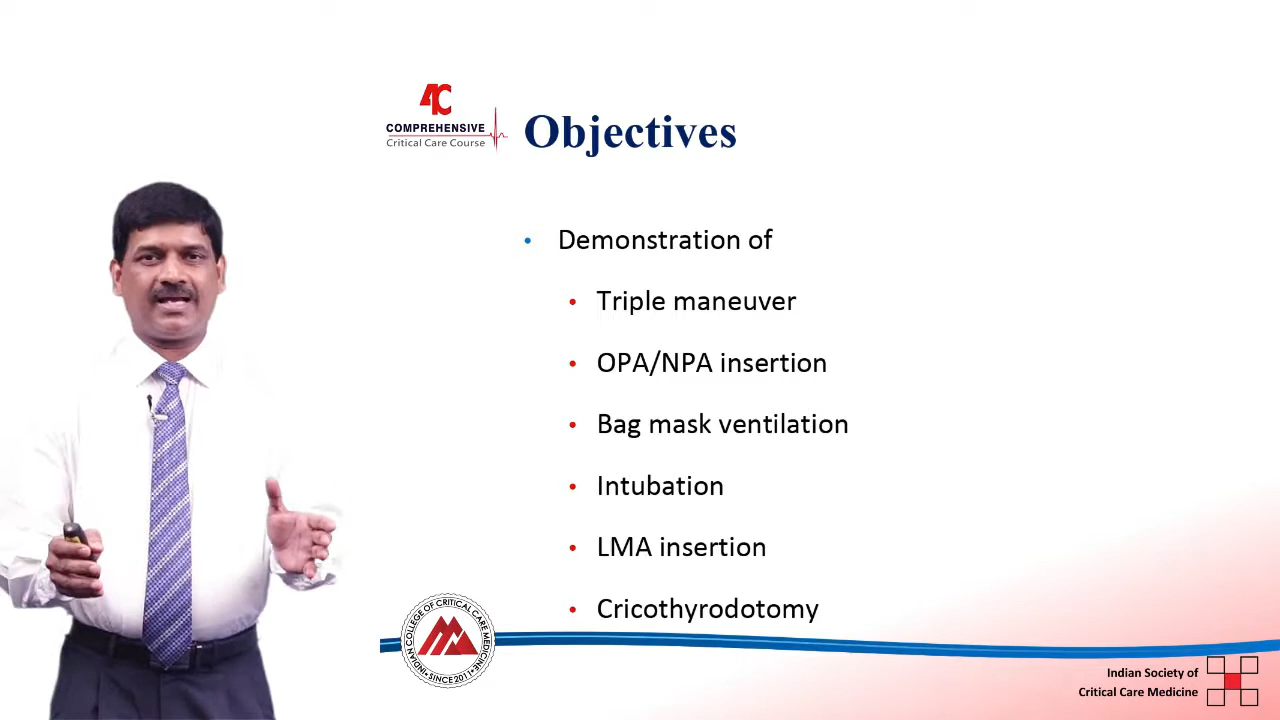 4C
COMPREHENSIVE
Critical Care Course
Objectives
• Demonstration of
• Triple maneuver
• OPA/NPA insertion
• Bag mask ventilation
• Intubation
• LMA insertion
• Cricothyrodotomy
INDIAN COLLEGE OF CRITICAL CARE MEDICINE
• SINCE 2011 •
Indian Society of
Critical Care Medicine